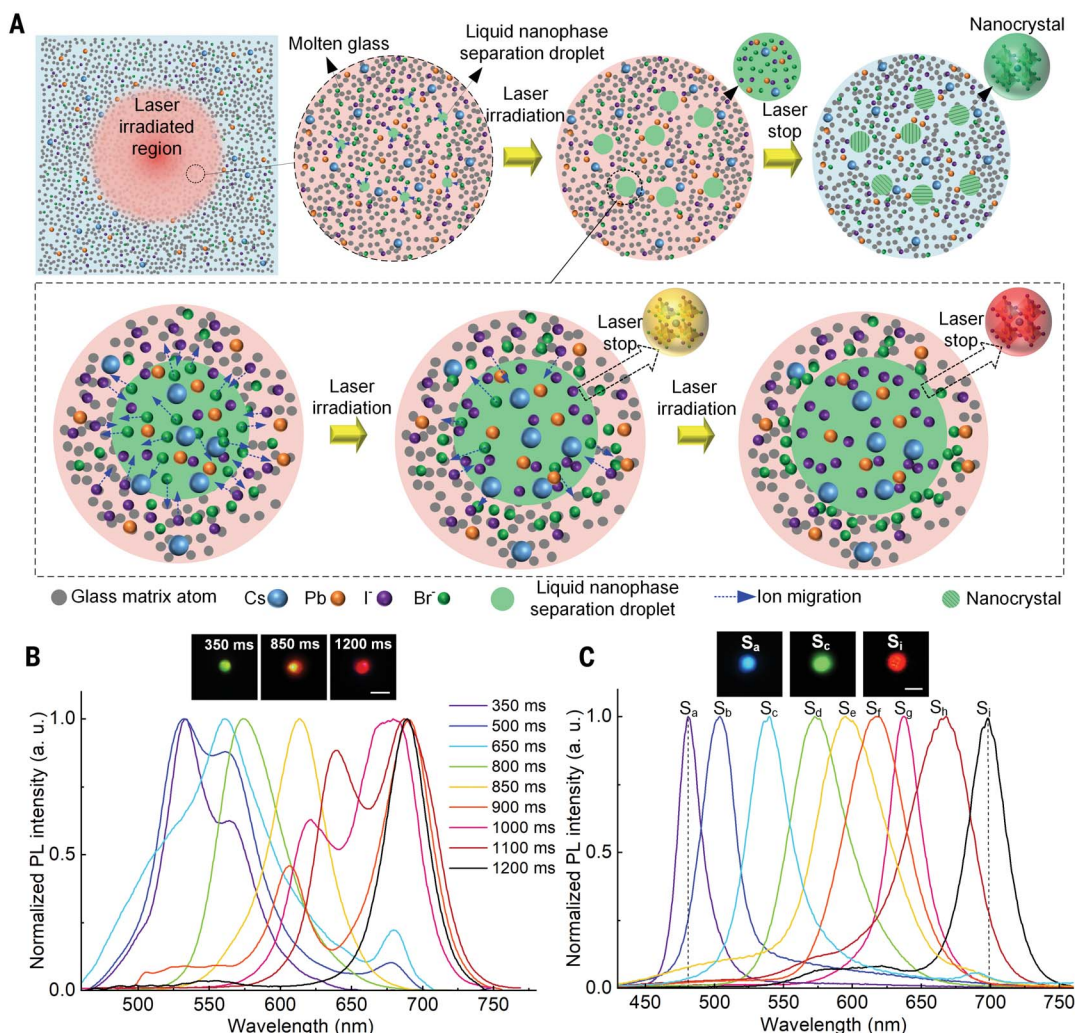 A
Molten glass
Liquid nanophase
separation droplet
Nanocrystal
Laser
irradiated
region
Laser
irradiation
Laser
stop
Laser
irradiation
Laser
stop
Laser
irradiation
Laser
stop
Glass matrix atom
Cs
Pb
I-
Br-
Liquid nanophase
separation droplet
Ion migration
Nanocrystal
B
350 ms
850 ms
1200 ms
Normalized PL intensity (a. u.)
1.0
0.5
0.0
350 ms
500 ms
650 ms
800 ms
850 ms
900 ms
1000 ms
1100 ms
1200 ms
500 550 600 650 700 750
Wavelength (nm)
C
Sa
Sc
Si
Normalized PL intensity (a. u.)
1.0
0.5
0.0
Sa Sb Sc Sd Se Sf Sg Sh Si
450 500 550 600 650 700 750
Wavelength (nm)